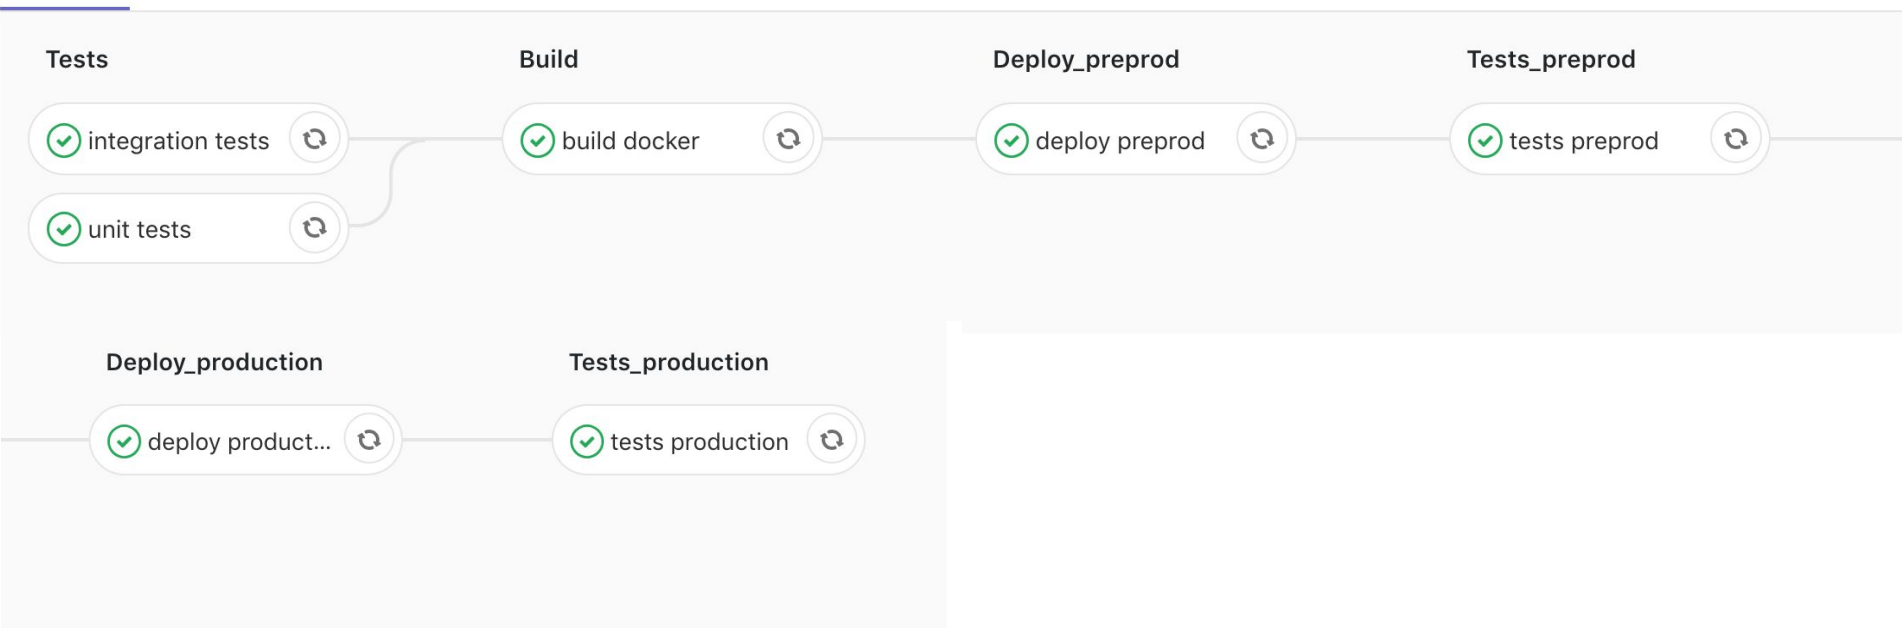 Tests
Build
Deploy_preprod
Tests_preprod
integration tests
build docker
deploy preprod
tests preprod
unit tests
Deploy_production
Tests_production
deploy product...
tests production